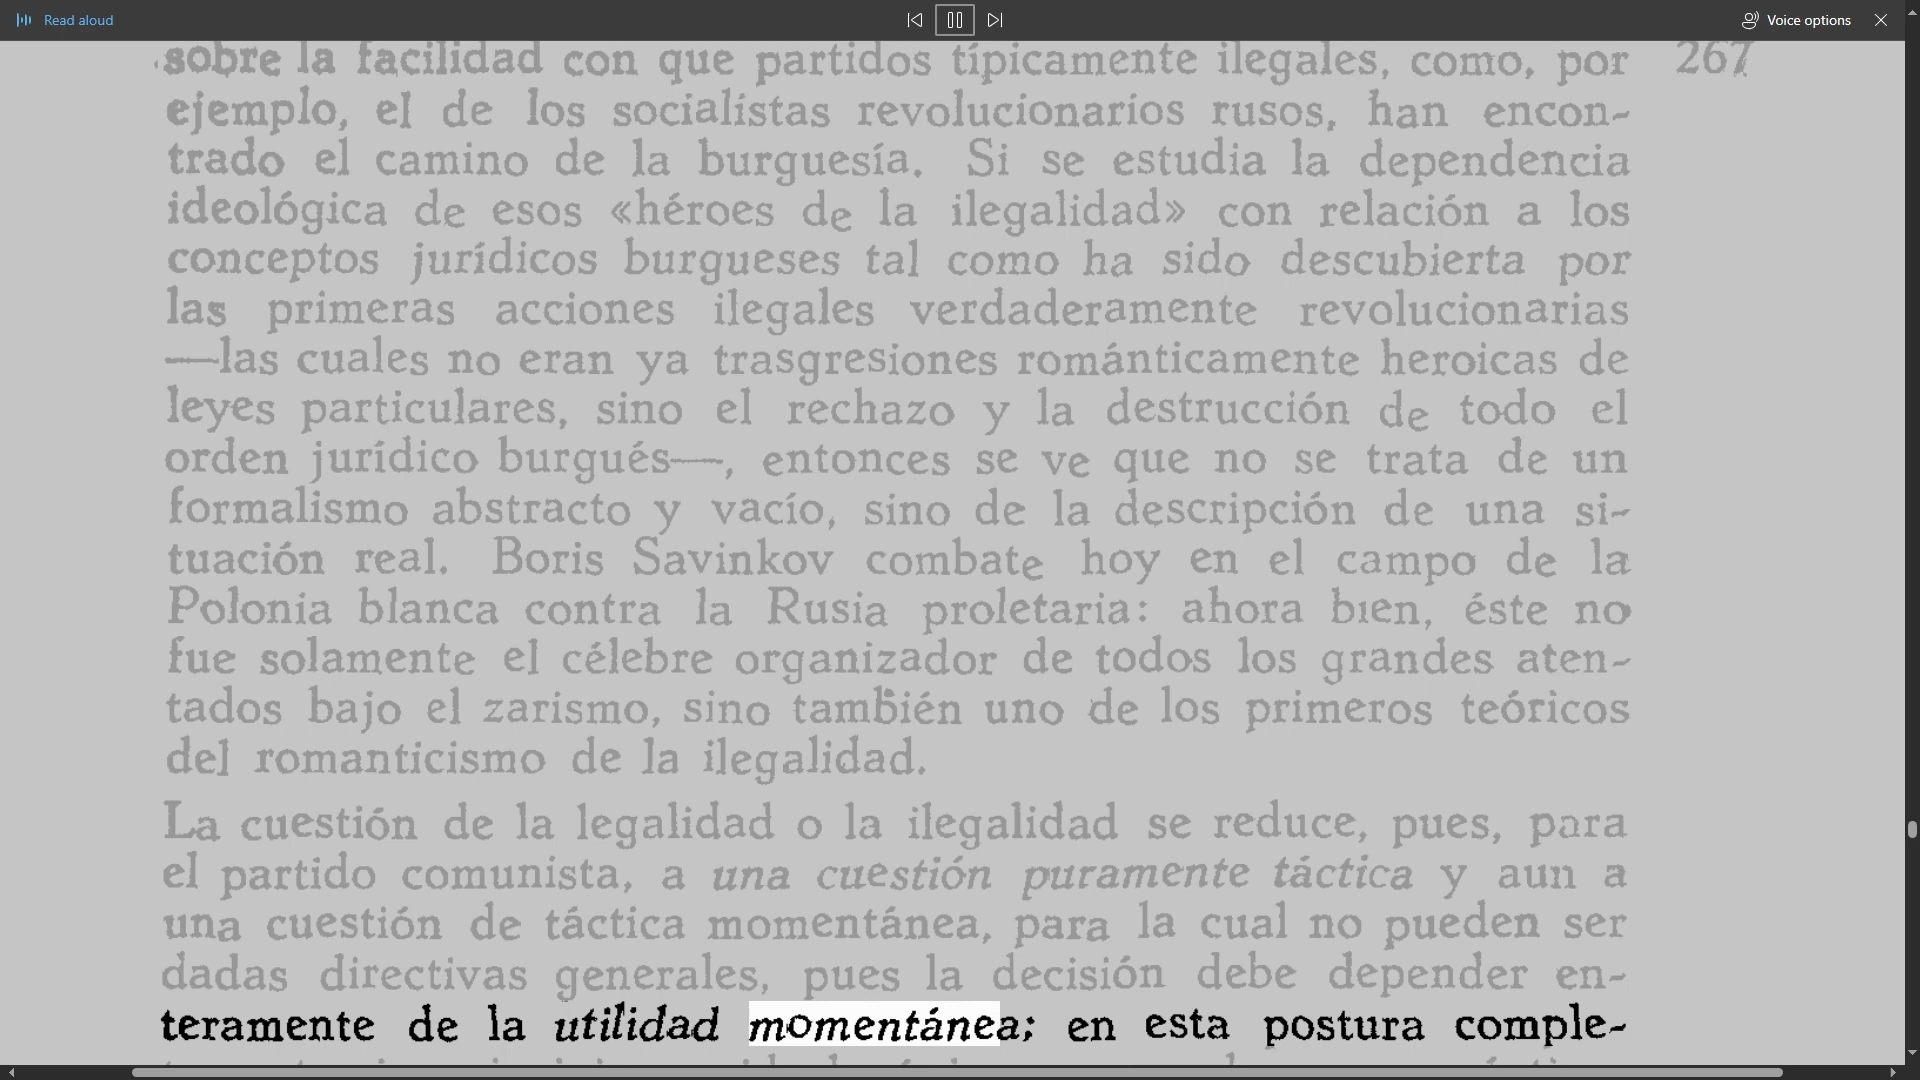 Read aloud
Voice options
sobre la facilidad con que partidos típicamente ilegales, como, por 267
ejemplo, el de los socialistas revolucionarios rusos, han encon-
trado el camino de la burguesía. Si se estudia la dependencia
ideológica de esos «héroes de la ilegalidad» con relación a los
conceptos jurídicos burgueses tal como ha sido descubierta por
las primeras acciones ilegales verdaderamente revolucionarias
—las cuales no eran ya trasgresiones románticamente heroicas de
leyes particulares, sino el rechazo y la destrucción de todo el
orden jurídico burgués—, entonces se ve que no se trata de un
formalismo abstracto y vacío, sino de la descripción de una si-
tuación real. Boris Savinkov combate hoy en el campo de la
Polonia blanca contra la Rusia proletaria: ahora bien, éste no
fue solamente el célebre organizador de todos los grandes aten-
tados bajo el zarismo, sino también uno de los primeros teóricos
del romanticismo de la ilegalidad.
La cuestión de la legalidad o la ilegalidad se reduce, pues, para
el partido comunista, a una cuestión puramente táctica y aun a
una cuestión de táctica momentánea, para la cual no pueden ser
dadas directivas generales, pues la decisión debe depender en-
teramente de la utilidad momentánea; en esta postura comple-